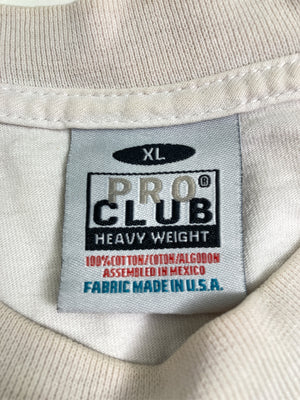 XL
PRO®
CLUB
HEAVY WEIGHT
100%COTTON/COTON/ALGODON
ASSEMBLED IN MEXICO
FABRIC MADE IN U.S.A.